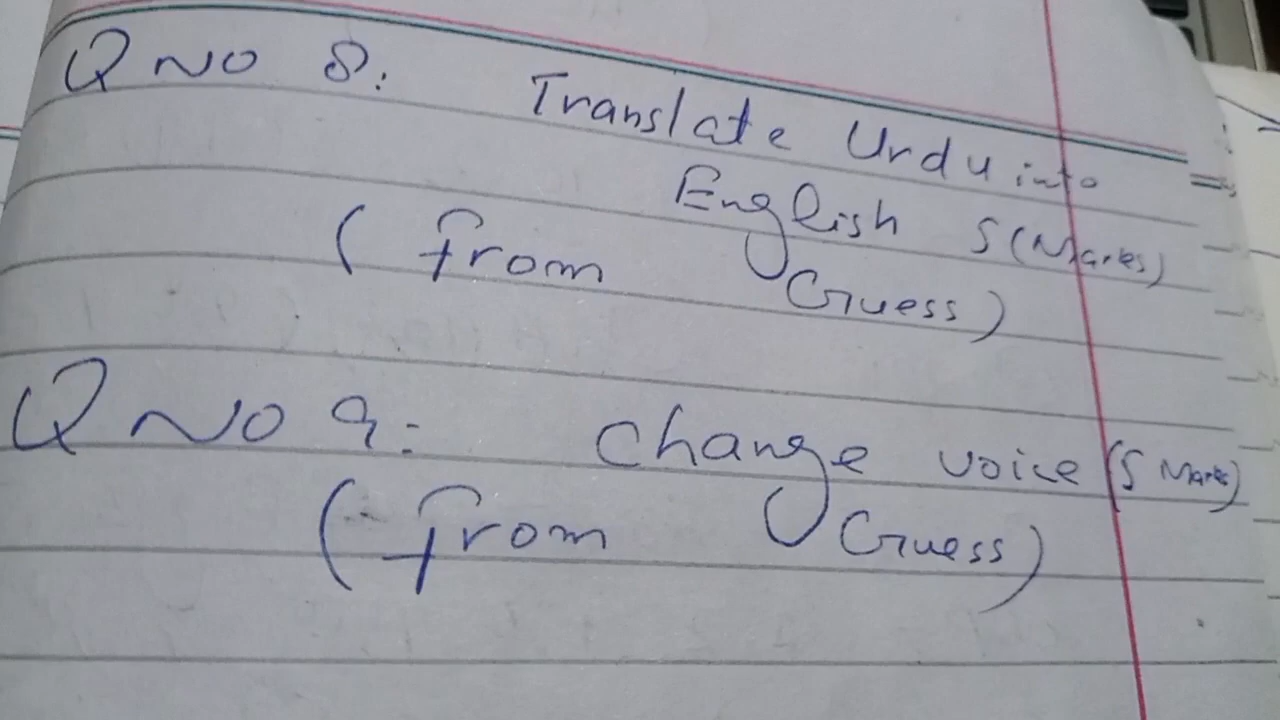 Q NO 8: Translate Urdu into
English 5(Marks)
( from Guess)
Q NO 9: Change voice (5 Marks)
( from Guess)